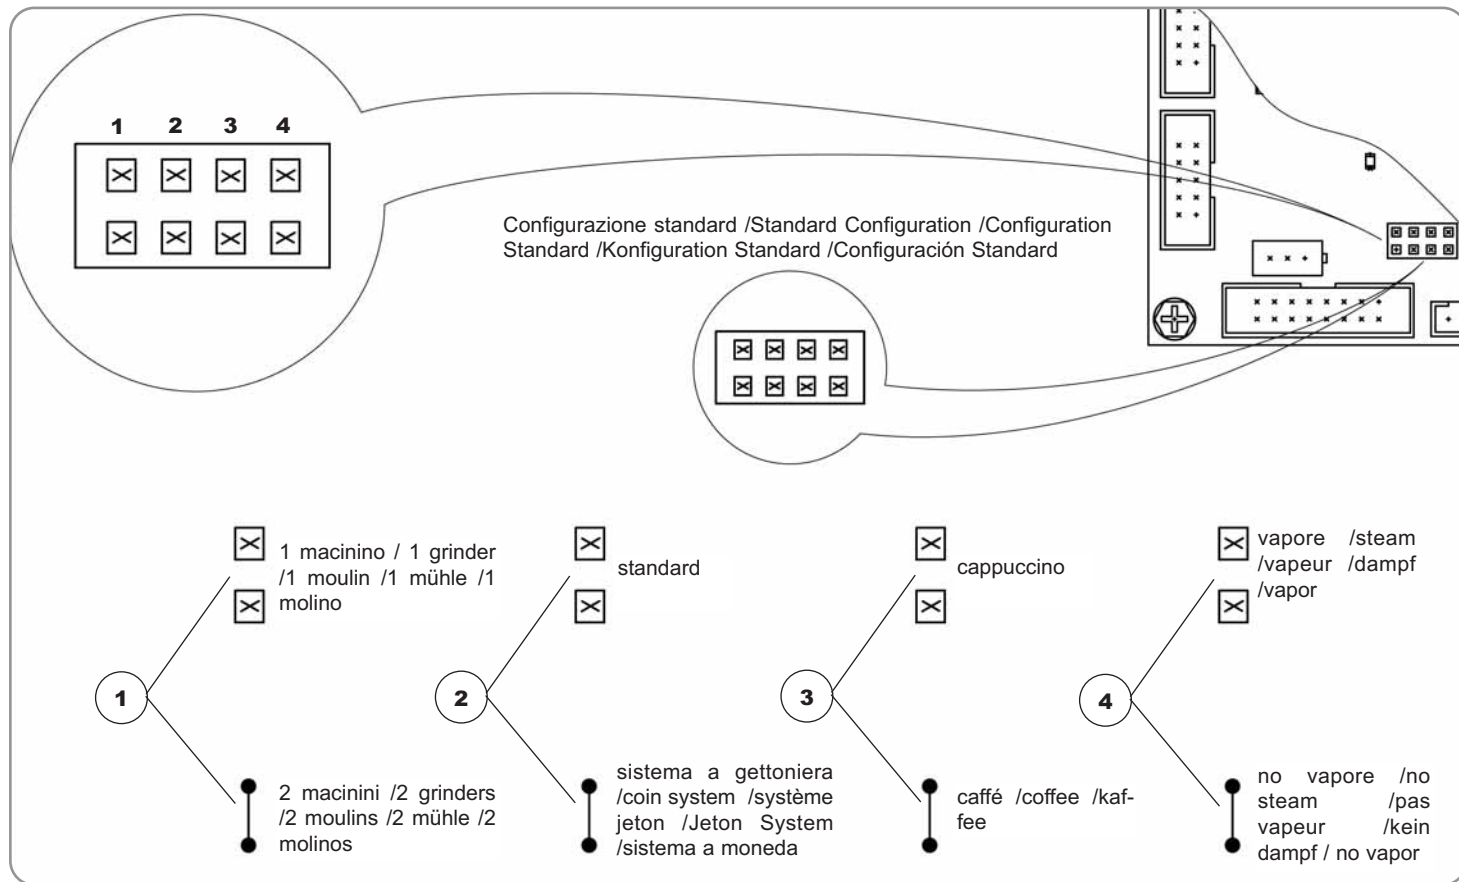 1 2 3 4
Configurazione standard /Standard Configuration /Configuration
Standard /Konfiguration Standard /Configuración Standard
1
1 macinino / 1 grinder
/1 moulin /1 mühle /1
molino
2 macinini /2 grinders
/2 moulins /2 mühle /2
molinos
2
standard
sistema a gettoniera
/coin system /système
jeton /Jeton System
/sistema a moneda
3
cappuccino
caffé /coffee /kaf-
fee
4
vapore /steam
/vapeur /dampf
/vapor
no vapore /no
steam /pas
vapeur /kein
dampf / no vapor